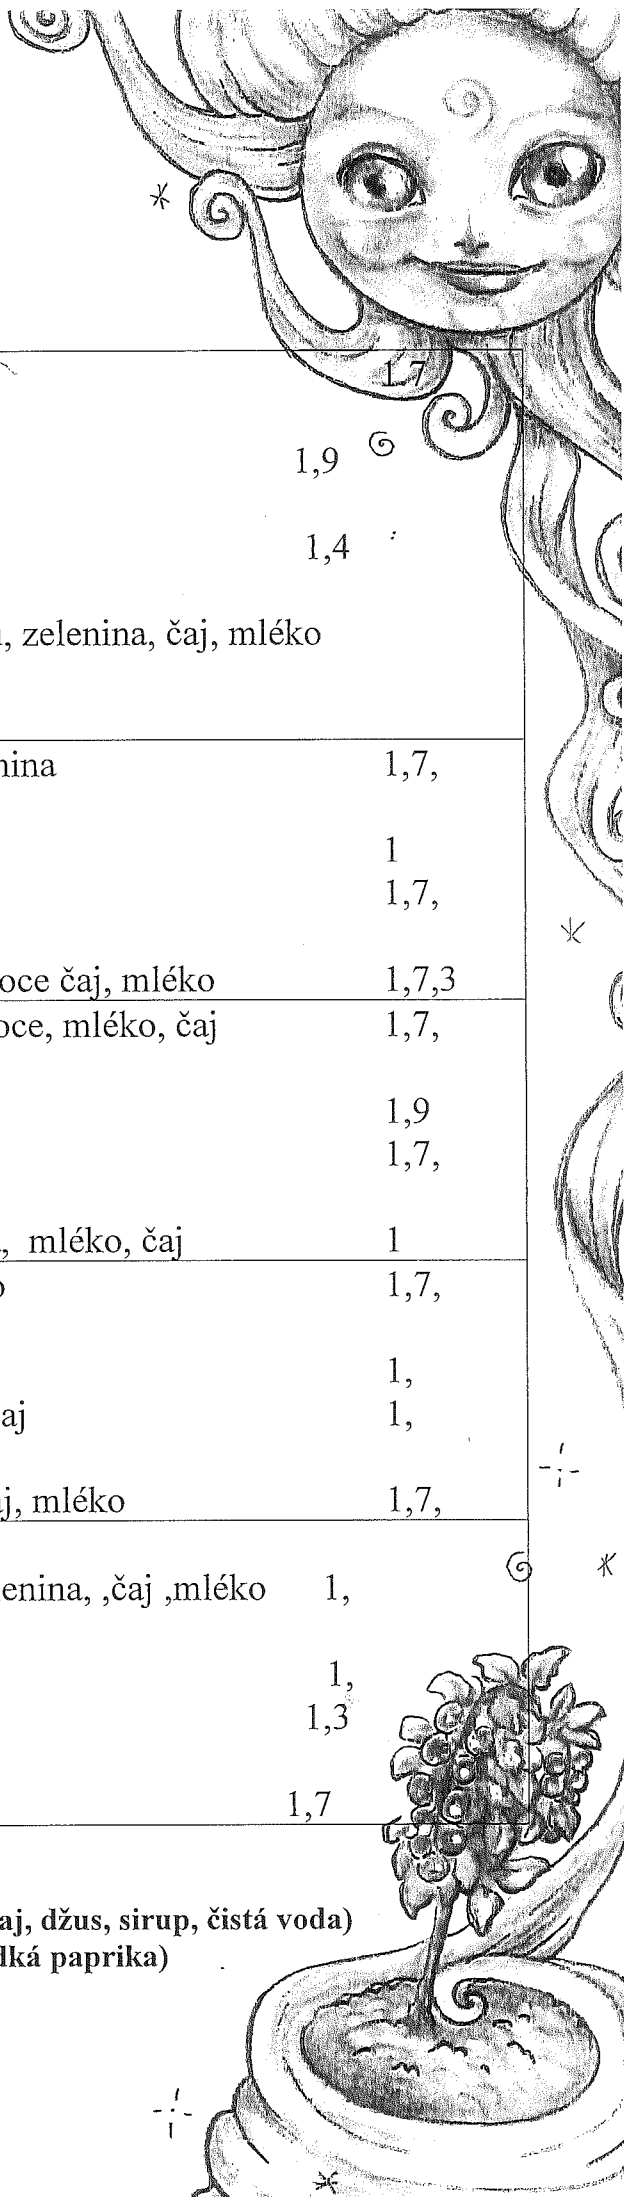 1,7
1,9
1,4
, zelenina, čaj, mléko
nina 1,7,
1
1,7,
oce čaj, mléko 1,7,3
oce, mléko, čaj 1,7,
1,9
1,7,
, mléko, čaj 1
o 1,7,
1,
aj 1,
j, mléko 1,7,
enina, ,čaj ,mléko 1,
1,
1,3
1,7
aj, džus, sirup, čistá voda)
dká paprika)